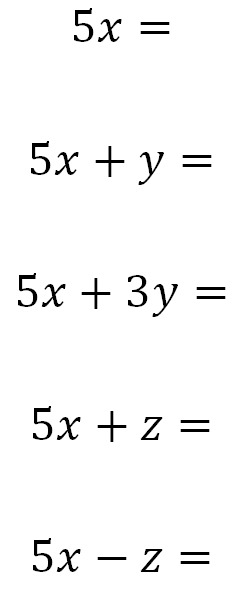 5x =
5x + y =
5x + 3y =
5x + z =
5x − z =